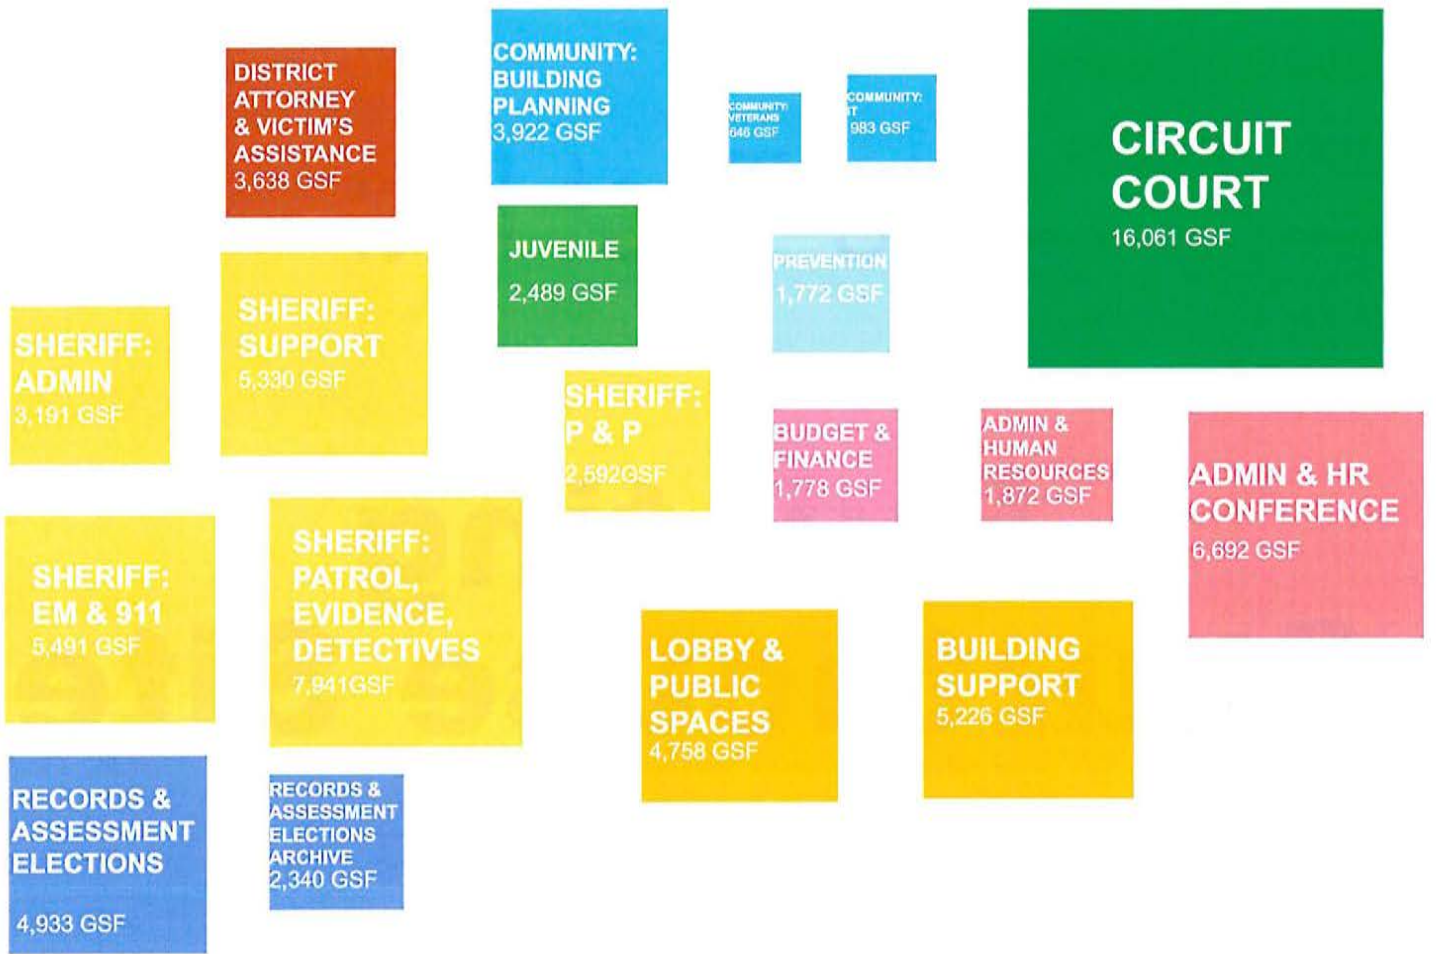 DISTRICT
ATTORNEY
& VICTIM'S
ASSISTANCE
3,638 GSF
COMMUNITY:
BUILDING
PLANNING
3,922 GSF
COMMUNITY:
VETERANS
646 GSF
COMMUNITY:
IT
983 GSF
CIRCUIT
COURT
16,061 GSF
JUVENILE
2,489 GSF
PREVENTION
1,772 GSF
SHERIFF:
ADMIN
3,191 GSF
SHERIFF:
SUPPORT
5,330 GSF
SHERIFF:
P & P
2,592GSF
BUDGET &
FINANCE
1,778 GSF
ADMIN &
HUMAN
RESOURCES
1,872 GSF
ADMIN & HR
CONFERENCE
6,692 GSF
SHERIFF:
EM & 911
5,491 GSF
SHERIFF:
PATROL,
EVIDENCE,
DETECTIVES
7,941GSF
LOBBY &
PUBLIC
SPACES
4,758 GSF
BUILDING
SUPPORT
5,226 GSF
RECORDS &
ASSESSMENT
ELECTIONS
4,933 GSF
RECORDS &
ASSESSMENT
ELECTIONS
ARCHIVE
2,340 GSF